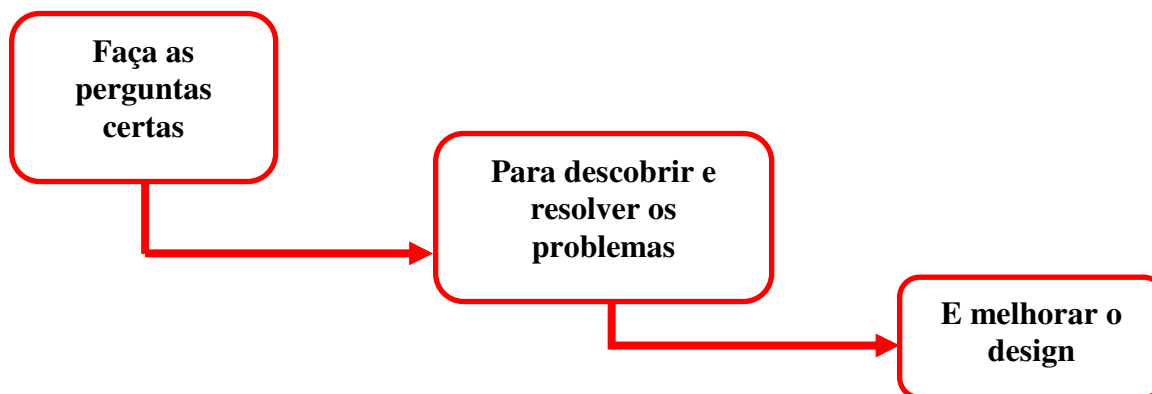 Faça as
perguntas
certas
Para descobrir e
resolver os
problemas
E melhorar o
design